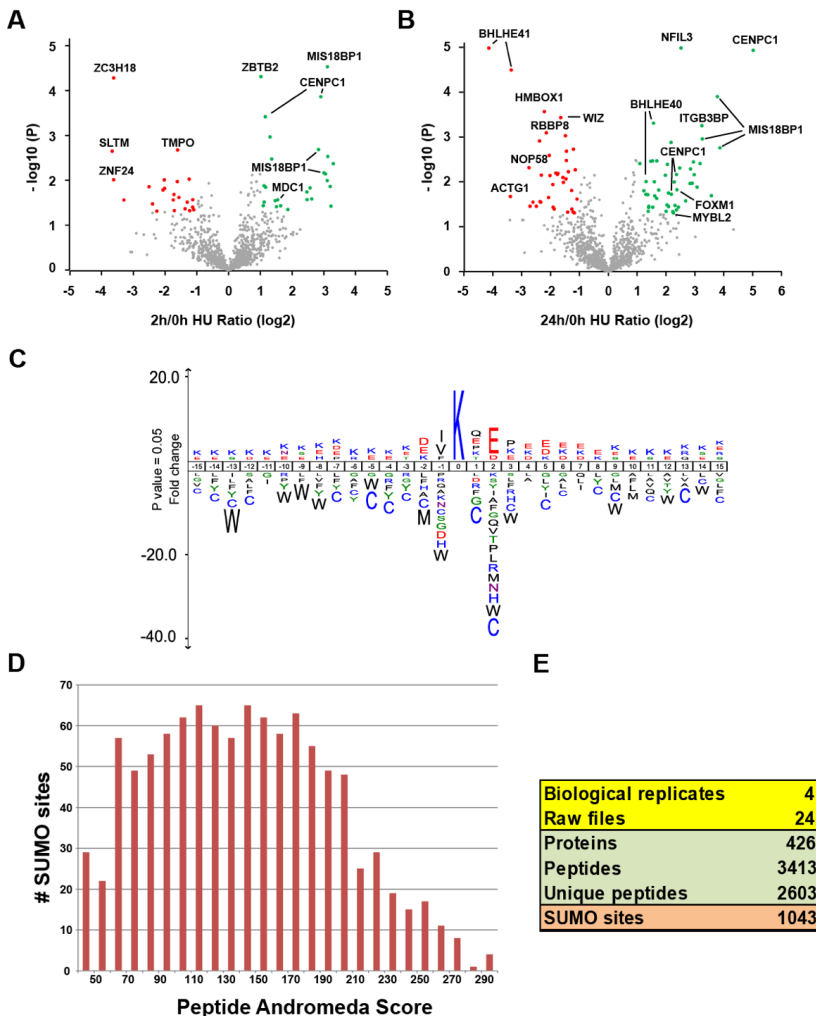 A
B
5
4
3
2
1
0
- log10 (P)
ZC3H18
SLTM
ZNF24
TMPO
ZBTB2
MIS18BP1
CENPC1
MIS18BP1
MDC1
-5 -4 -3 -2 -1 0 1 2 3 4 5
2h/0h HU Ratio (log2)
5
4
3
2
1
0
- log10 (P)
BHLHE41
NFIL3
CENPC1
HMBOX1
WIZ
RBBP8
NOP58
ACTG1
BHLHE40
ITGB3BP
MIS18BP1
CENPC1
FOXM1
MYBL2
-5 -4 -3 -2 -1 0 1 2 3 4 5 6
24h/0h HU Ratio (log2)
C
20.0
P value = 0.05
Fold change
-20.0
-40.0
K
E
-15 -14 -13 -12 -11 -10 -9 -8 -7 -6 -5 -4 -3 -2 -1 0 1 2 3 4 5 6 7 8 9 10 11 12 13 14 15
D
70
60
50
40
30
20
10
0
# SUMO sites
50 70 90 110 130 150 170 190 210 230 250 270 290
Peptide Andromeda Score
E
Biological replicates 4
Raw files 24
Proteins 426
Peptides 3413
Unique peptides 2603
SUMO sites 1043